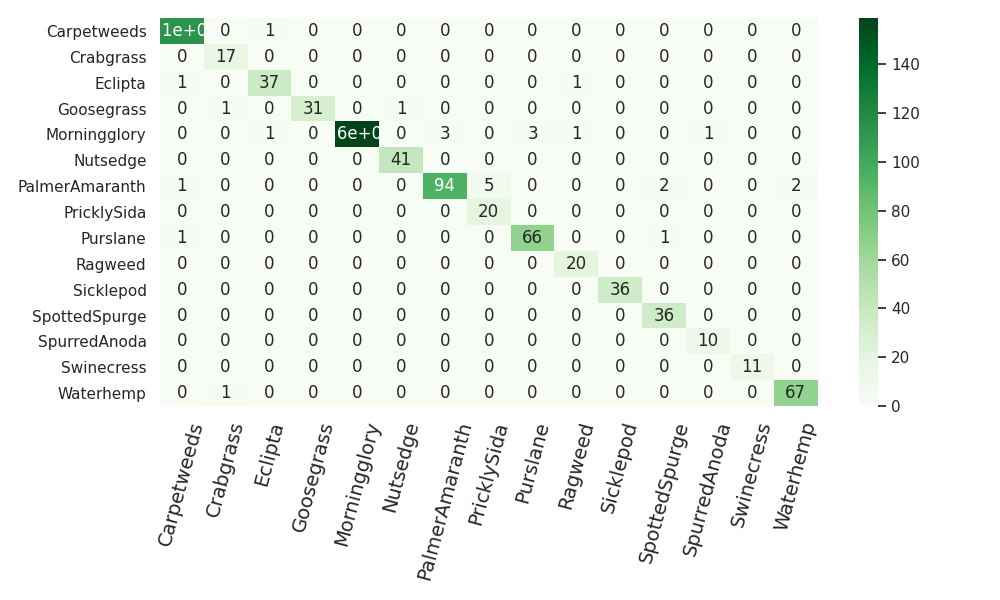 Carpetweeds 1e+0 0 1 0 0 0 0 0 0 0 0 0 0 0 0
Crabgrass 0 17 0 0 0 0 0 0 0 0 0 0 0 0 0
Eclipta 1 0 37 0 0 0 0 0 0 1 0 0 0 0 0
Goosegrass 0 1 0 31 0 1 0 0 0 0 0 0 0 0 0
Morningglory 0 0 1 0 6e+0 0 3 0 3 1 0 0 1 0 0
Nutsedge 0 0 0 0 0 41 0 0 0 0 0 0 0 0 0
PalmerAmaranth 1 0 0 0 0 0 94 5 0 0 0 2 0 0 2
PricklySida 0 0 0 0 0 0 0 20 0 0 0 0 0 0 0
Purslane 1 0 0 0 0 0 0 0 66 0 0 1 0 0 0
Ragweed 0 0 0 0 0 0 0 0 0 20 0 0 0 0 0
Sicklepod 0 0 0 0 0 0 0 0 0 0 36 0 0 0 0
SpottedSpurge 0 0 0 0 0 0 0 0 0 0 0 36 0 0 0
SpurredAnoda 0 0 0 0 0 0 0 0 0 0 0 0 10 0 0
Swinecress 0 0 0 0 0 0 0 0 0 0 0 0 0 11 0
Waterhemp 0 1 0 0 0 0 0 0 0 0 0 0 0 0 67
Carpetweeds
Crabgrass
Eclipta
Goosegrass
Morningglory
Nutsedge
PalmerAmaranth
PricklySida
Purslane
Ragweed
Sicklepod
SpottedSpurge
SpurredAnoda
Swinecress
Waterhemp
140
120
100
80
60
40
20
0